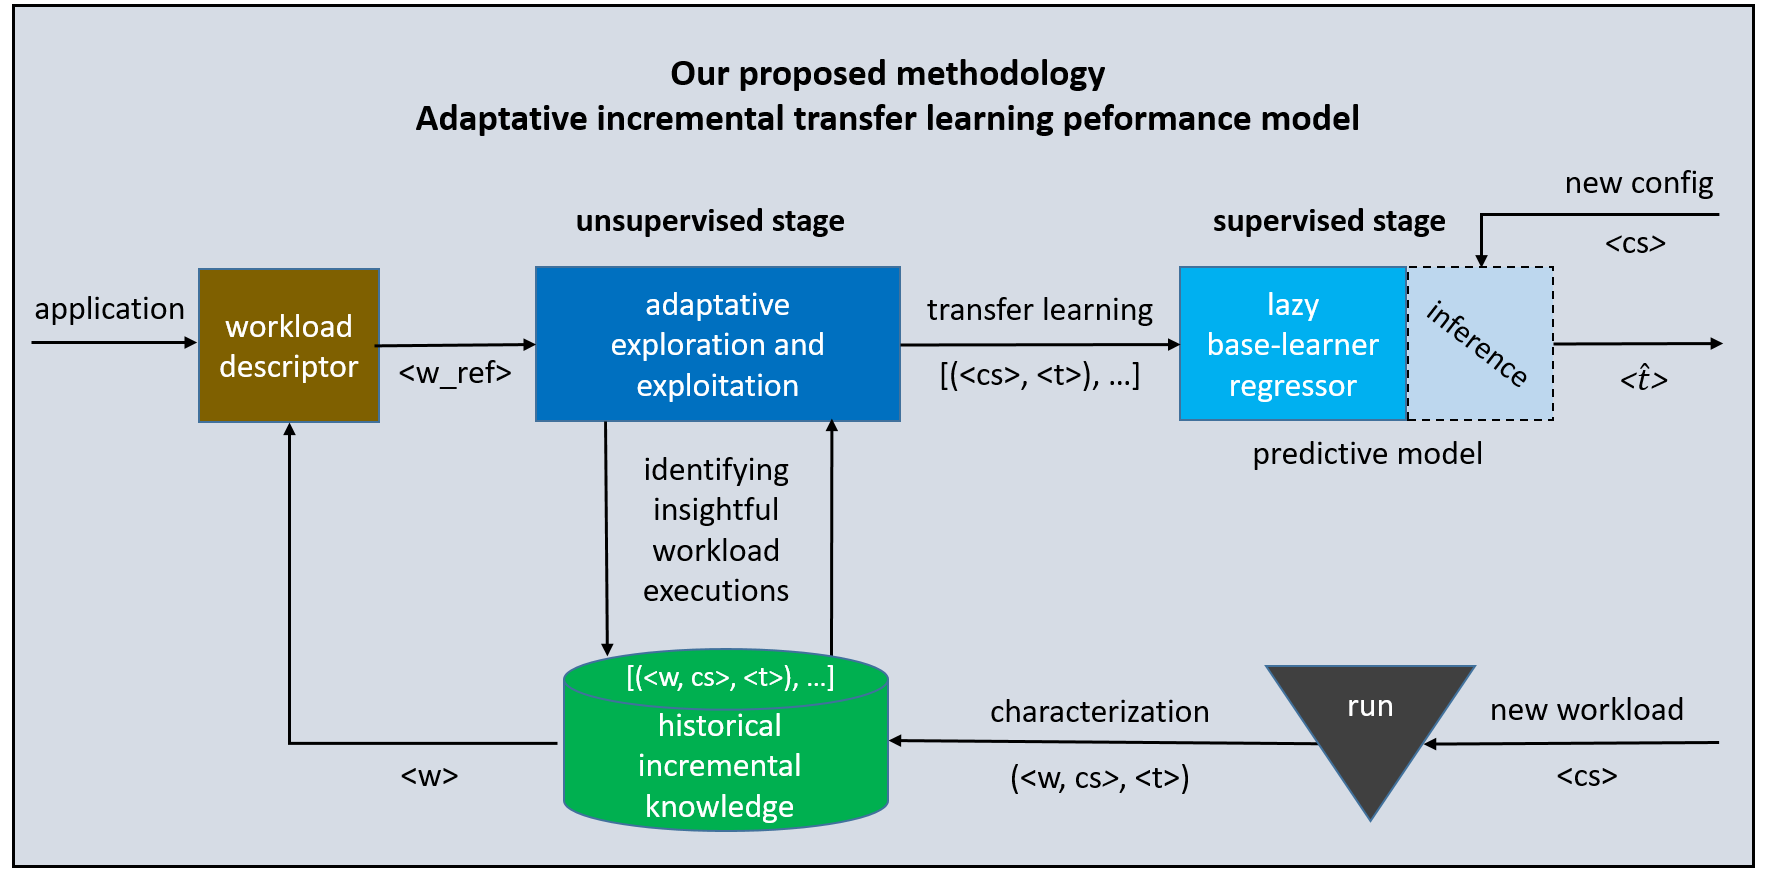 Our proposed methodology
Adaptative incremental transfer learning peformance model
new config
<cs>
unsupervised stage
supervised stage
application
workload
descriptor
<w_ref>
adaptative
exploration and
exploitation
transfer learning
[(<cs>, <t>), ...]
lazy
base-learner
regressor
inference
<t̂>
predictive model
identifying
insightful
workload
executions
[(<w, cs>, <t>), ...]
historical
incremental
knowledge
<w>
characterization
(<w, cs>, <t>)
run
new workload
<cs>